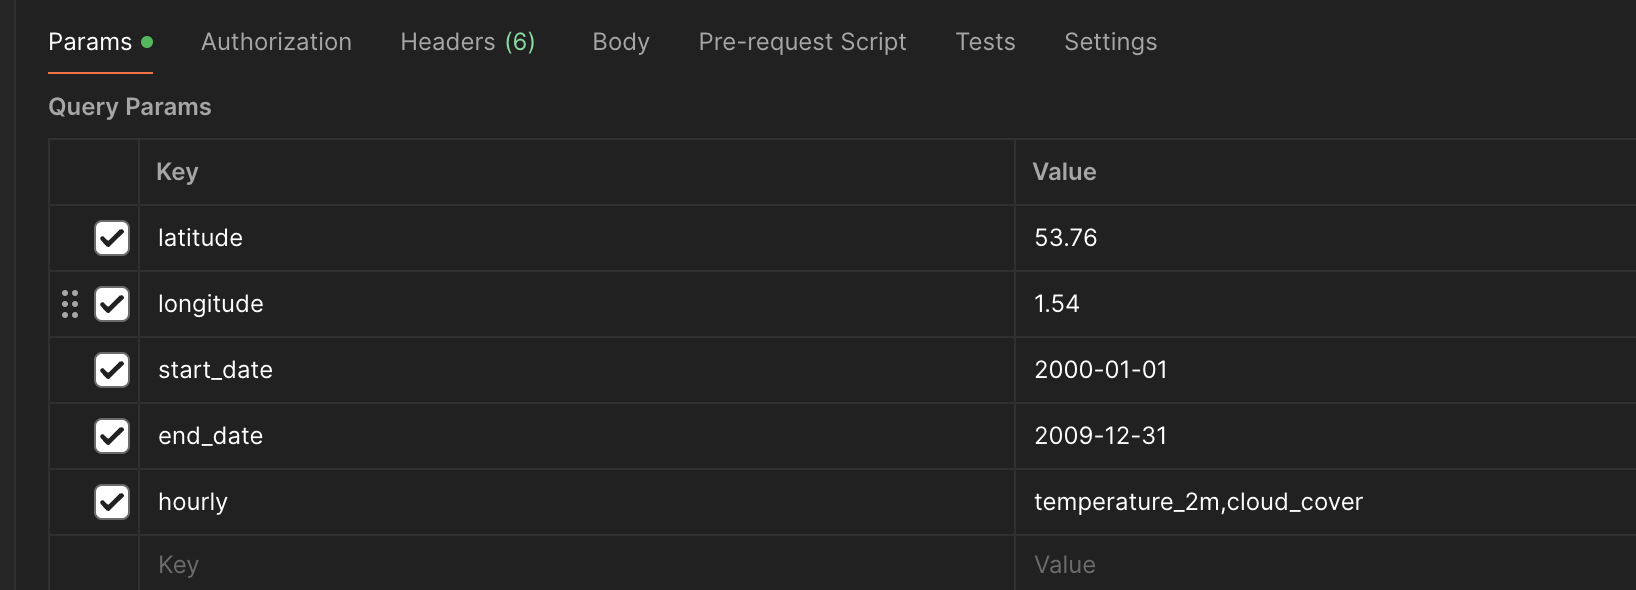 Params Authorization Headers (6) Body Pre-request Script Tests Settings
Query Params
Key Value
latitude 53.76
longitude 1.54
start_date 2000-01-01
end_date 2009-12-31
hourly temperature_2m,cloud_cover
Key Value